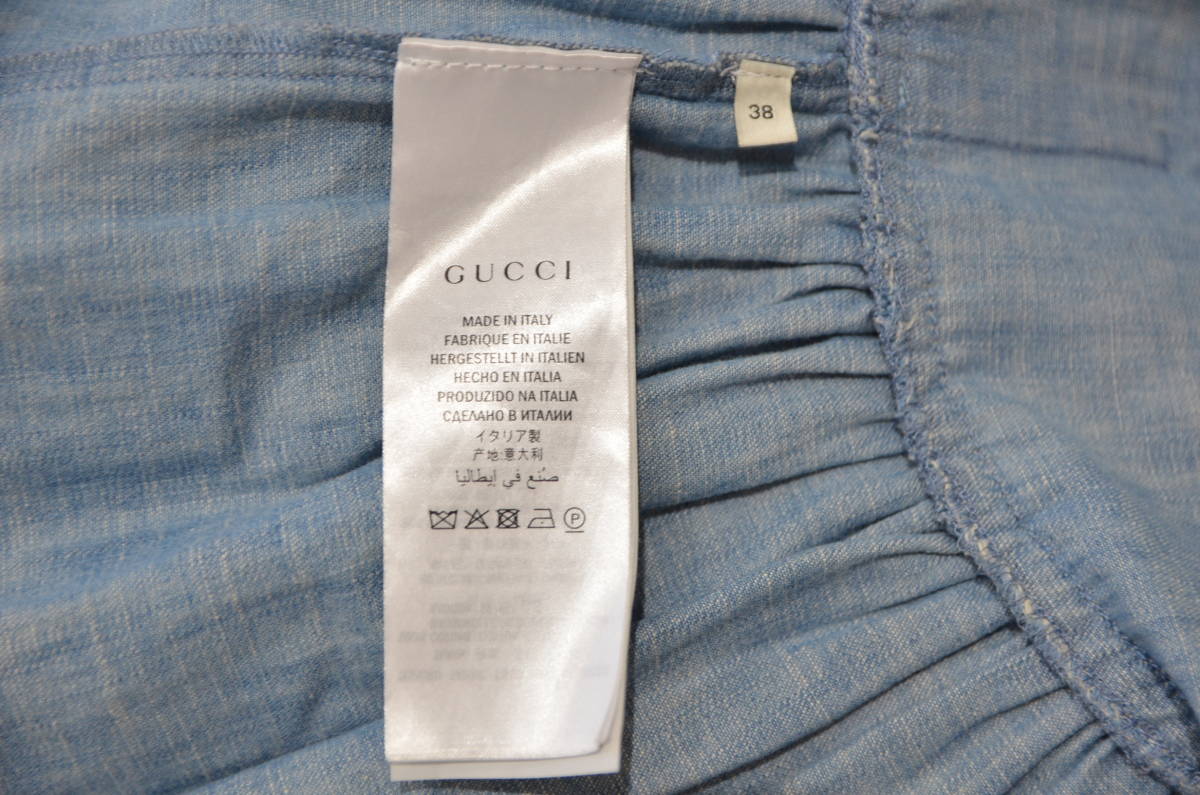 38
GUCCI
MADE IN ITALY
FABRIQUE EN ITALIE
HERGESTELLT IN ITALIEN
HECHO EN ITALIA
PRODUZIDO NA ITALIA
СДЕЛАНО В ИТАЛИИ
イタリア製
产地:意大利
صُنع في إيطاليا
P